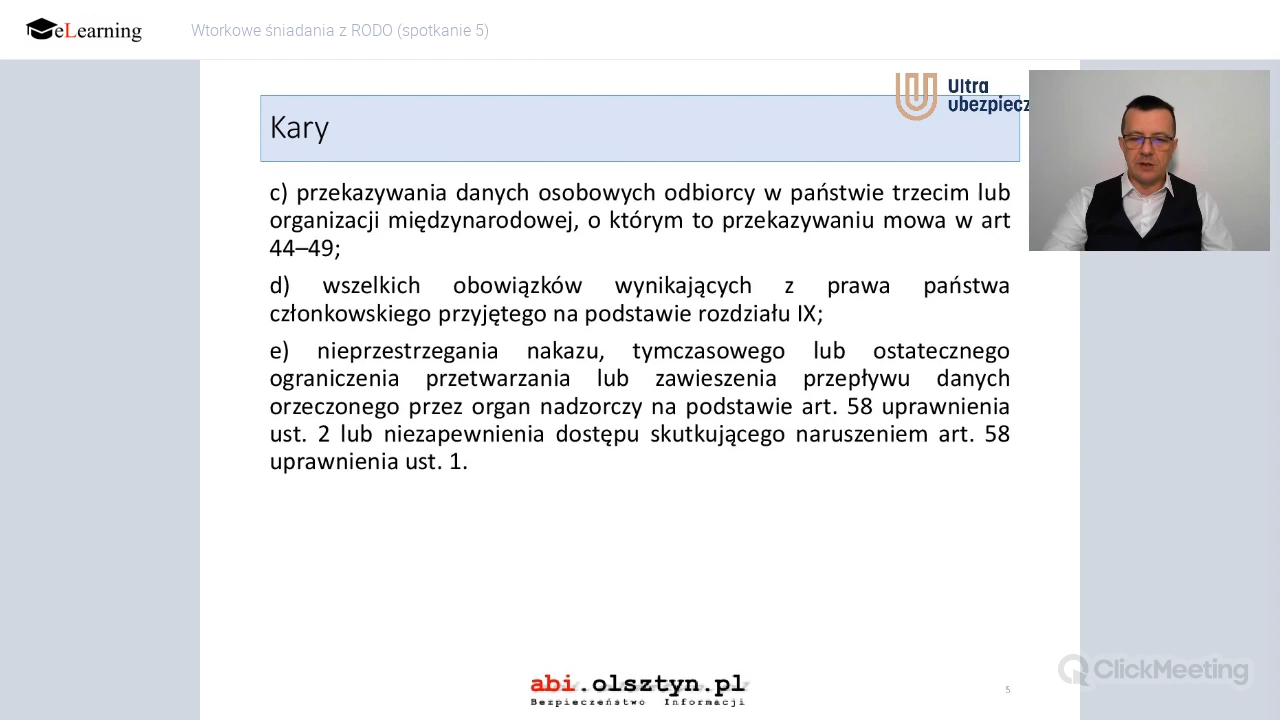 eLearning
Wtorkowe śniadania z RODO (spotkanie 5)
Ultra
ubezpiecz
Kary
c) przekazywania danych osobowych odbiorcy w państwie trzecim lub
organizacji międzynarodowej, o którym to przekazywaniu mowa w art
44–49;
d) wszelkich obowiązków wynikających z prawa państwa
członkowskiego przyjętego na podstawie rozdziału IX;
e) nieprzestrzegania nakazu, tymczasowego lub ostatecznego
ograniczenia przetwarzania lub zawieszenia przepływu danych
orzeczonego przez organ nadzorczy na podstawie art. 58 uprawnienia
ust. 2 lub niezapewnienia dostępu skutkującego naruszeniem art. 58
uprawnienia ust. 1.
abi.olsztyn.pl
Bezpieczeństwo Informacji
5
ClickMeeting